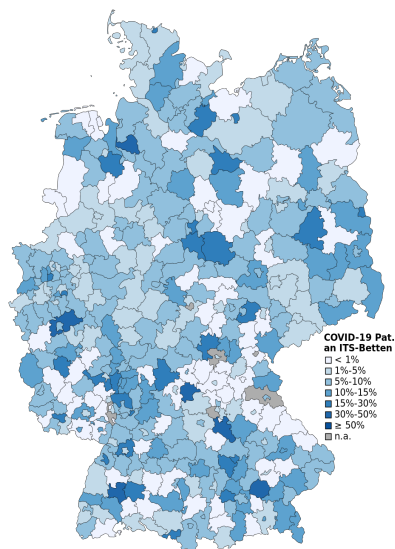 COVID-19 Pat.
an ITS-Betten
< 1%
1%-5%
5%-10%
10%-15%
15%-30%
30%-50%
≥ 50%
n.a.